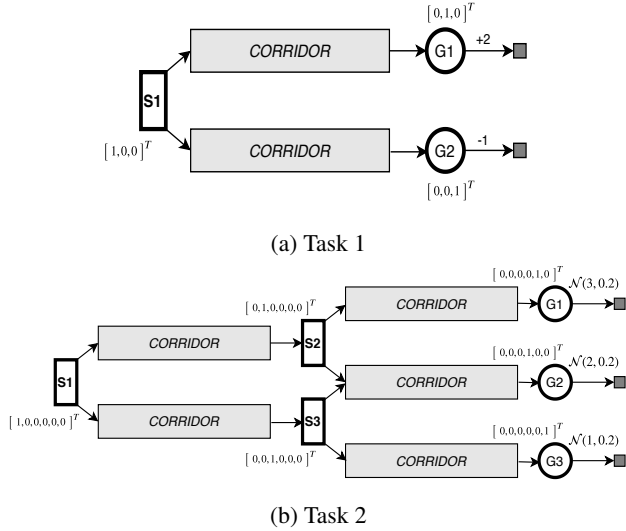 [ 0,1,0 ]^T
CORRIDOR
G1
+2
S1
[ 1,0,0 ]^T
CORRIDOR
G2
-1
[ 0,0,1 ]^T
(a) Task 1
[ 0,0,0,0,1,0 ]^T
𝒩(3,0.2)
[ 0,1,0,0,0,0 ]^T
CORRIDOR
G1
CORRIDOR
S2
[ 0,0,0,1,0,0 ]^T
𝒩(2,0.2)
S1
CORRIDOR
G2
[ 1,0,0,0,0,0 ]^T
CORRIDOR
S3
[ 0,0,0,0,0,1 ]^T
𝒩(1,0.2)
[ 0,0,1,0,0,0 ]^T
CORRIDOR
G3
(b) Task 2